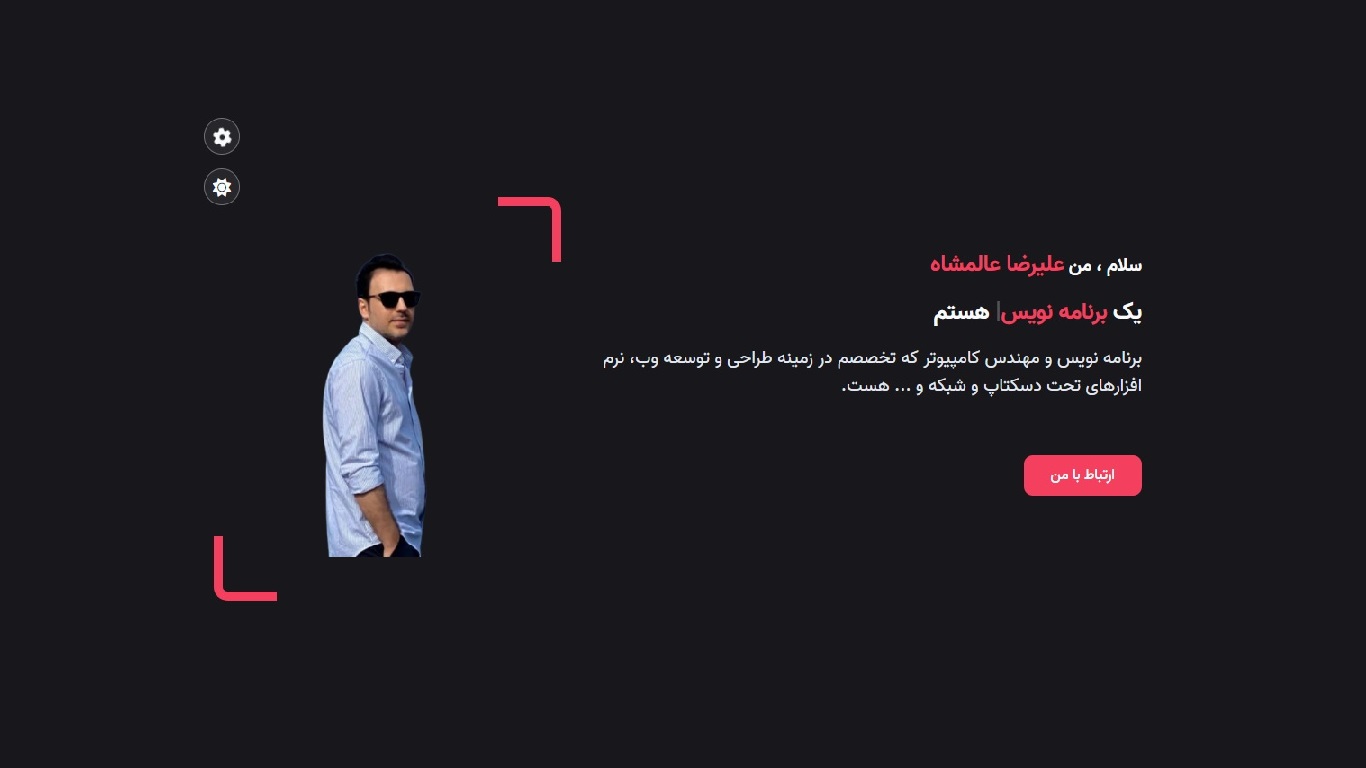 سلام ، من علیرضا عالمشاه
یک برنامه نویس| هستم
برنامه نویس و مهندس کامپیوتر که تخصصم در زمینه طراحی و توسعه وب، نرم
افزارهای تحت دسکتاپ و شبکه و ... هست.
ارتباط با من